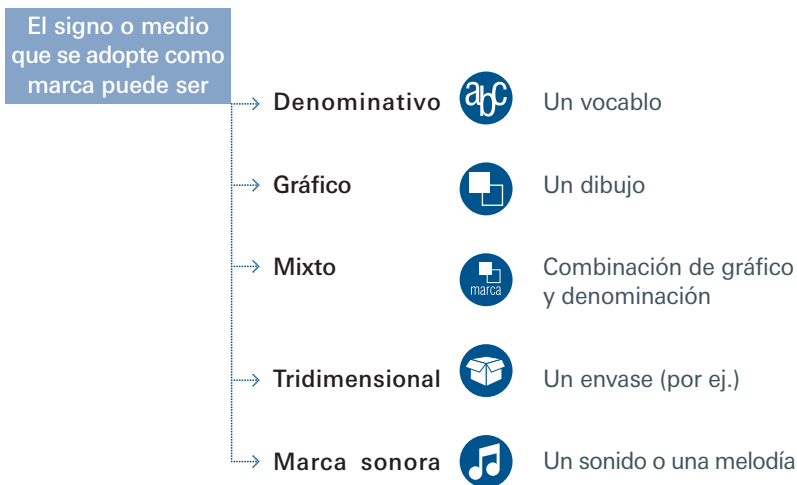 El signo o medio
que se adopte como
marca puede ser
Denominativo abc Un vocablo
Gráfico Un dibujo
Mixto marca Combinación de gráfico
y denominación
Tridimensional Un envase (por ej.)
Marca sonora Un sonido o una melodía